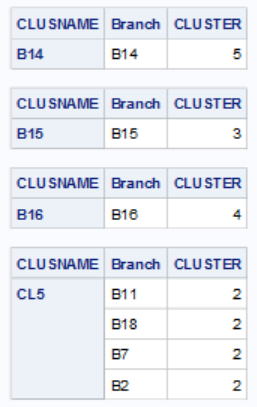 CLUSNAME Branch CLUSTER
B14 B14 5
CLUSNAME Branch CLUSTER
B15 B15 3
CLUSNAME Branch CLUSTER
B16 B16 4
CLUSNAME Branch CLUSTER
CL5 B11 2
B18 2
B7 2
B2 2